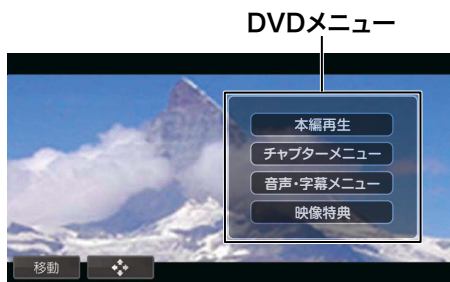 DVDメニュー
本編再生
チャプターメニュー
音声・字幕メニュー
映像特典
移動